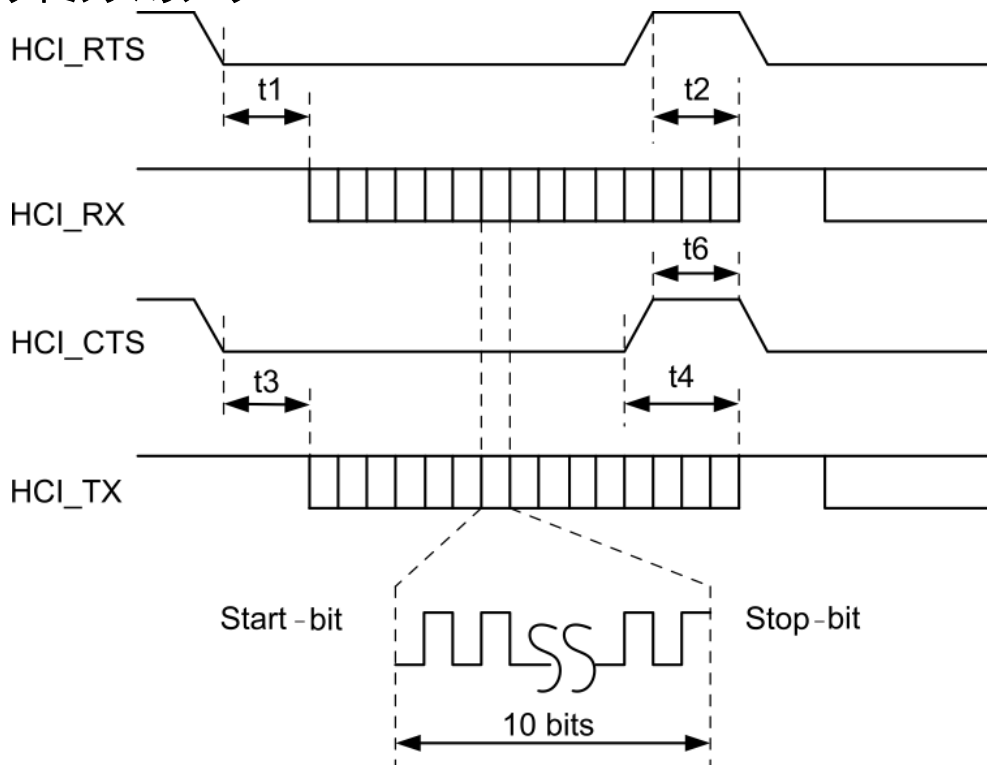 HCI_RTS
t1
t2
HCI_RX
t6
HCI_CTS
t3
t4
HCI_TX
Start-bit
Stop-bit
10 bits